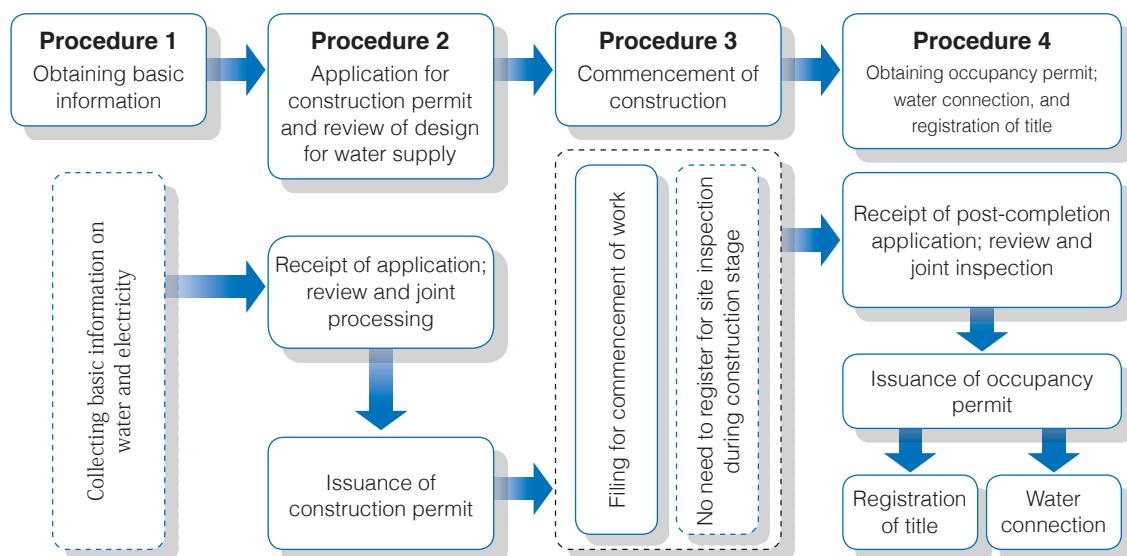 Procedure 1
Obtaining basic
information
Procedure 2
Application for
construction permit
and review of design
for water supply
Procedure 3
Commencement of
construction
Procedure 4
Obtaining occupancy permit;
water connection, and
registration of title
Collecting basic information on
water and electricity
Receipt of application;
review and joint
processing
Issuance of
construction permit
Filing for commencement of work
No need to register for site inspection
during construction stage
Receipt of post-completion
application; review and
joint inspection
Issuance of occupancy
permit
Registration
of title
Water
connection